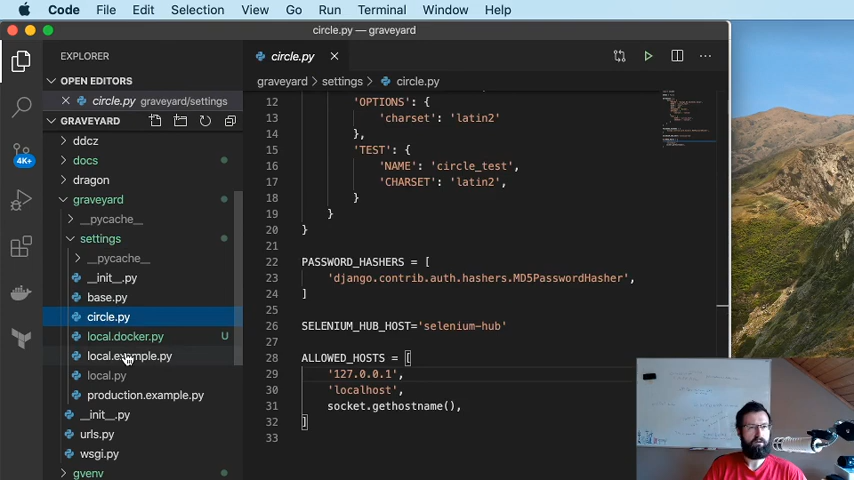 Code File Edit Selection View Go Run Terminal Window Help
circle.py — graveyard
EXPLORER
OPEN EDITORS
circle.py graveyard/settings
GRAVEYARD
ddcz
docs
dragon
graveyard
__pycache__
settings
__pycache__
__init__.py
base.py
circle.py
local.docker.py U
local.example.py
local.py
production.example.py
__init__.py
urls.py
wsgi.py
gvenv
4K+
circle.py
graveyard > settings > circle.py
12 'OPTIONS': {
13 'charset': 'latin2'
14 },
15 'TEST': {
16 'NAME': 'circle_test',
17 'CHARSET': 'latin2',
18 }
19 }
20 }
21
22 PASSWORD_HASHERS = [
23 'django.contrib.auth.hashers.MD5PasswordHasher',
24 ]
25
26 SELENIUM_HUB_HOST='selenium-hub'
27
28 ALLOWED_HOSTS = [
29 '127.0.0.1',
30 'localhost',
31 socket.gethostname(),
32 ]
33